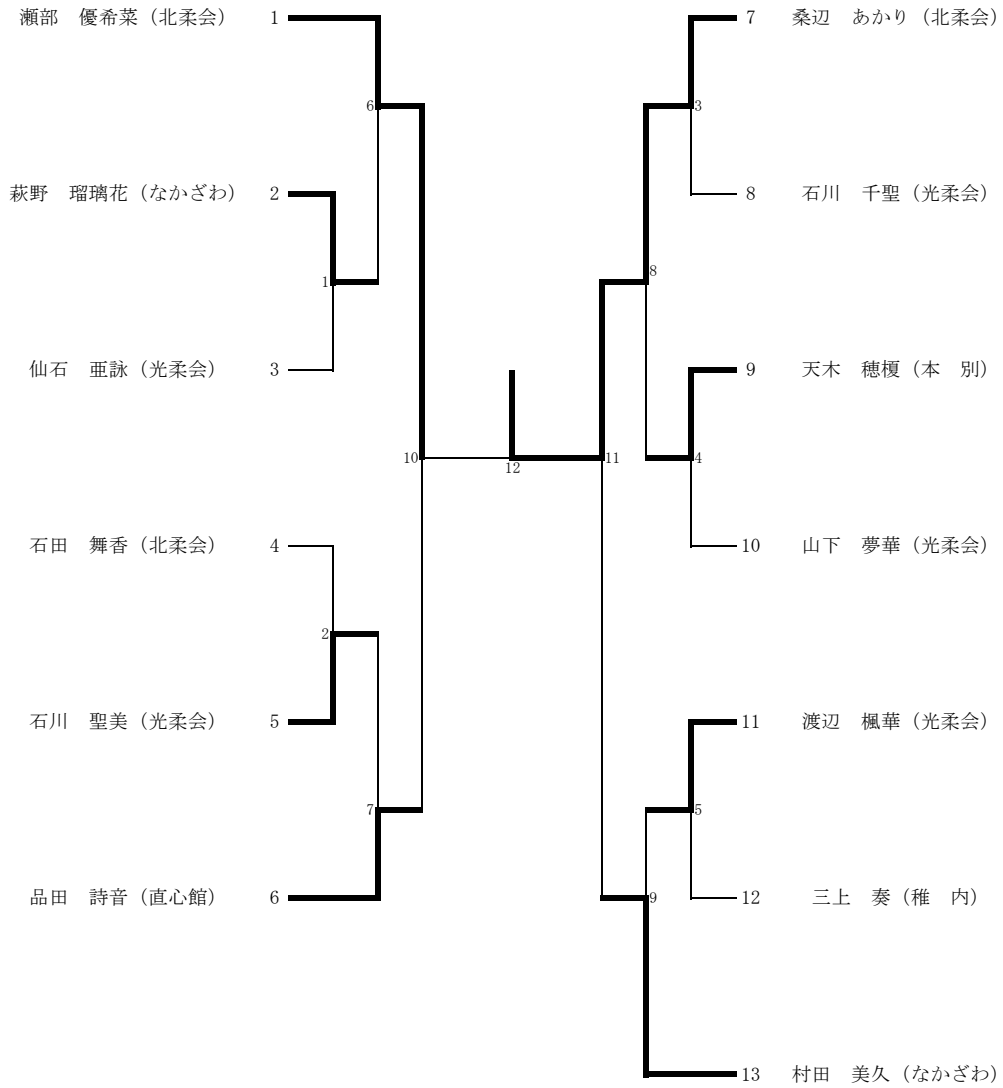 瀬部　優希菜（北柔会）　1
7　桑辺　あかり（北柔会）
6
3
萩野　瑠璃花（なかざわ）　2
8　石川　千聖（光柔会）
1
8
仙石　亜詠（光柔会）　3
9　天木　穂榎（本　別）
10
12
11
4
石田　舞香（北柔会）　4
10　山下　夢華（光柔会）
2
石川　聖美（光柔会）　5
11　渡辺　楓華（光柔会）
7
5
品田　詩音（直心館）　6
9
12　三上　奏（稚　内）
13　村田　美久（なかざわ）